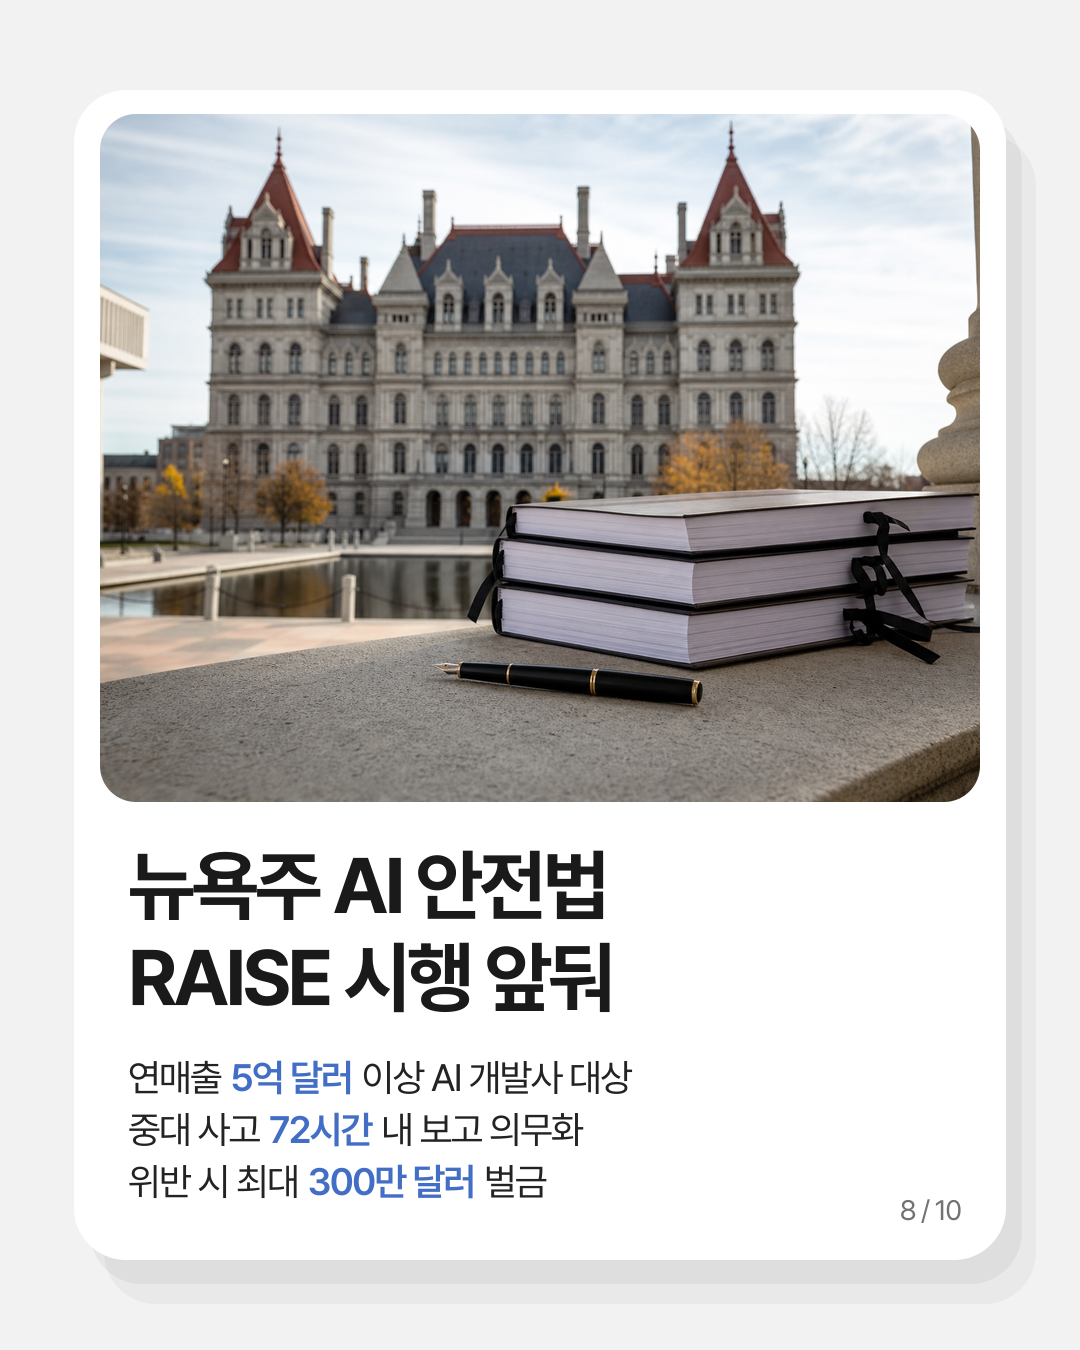 뉴욕주 AI 안전법
RAISE 시행 앞둬
연매출 5억 달러 이상 AI 개발사 대상
중대 사고 72시간 내 보고 의무화
위반 시 최대 300만 달러 벌금
8 / 10